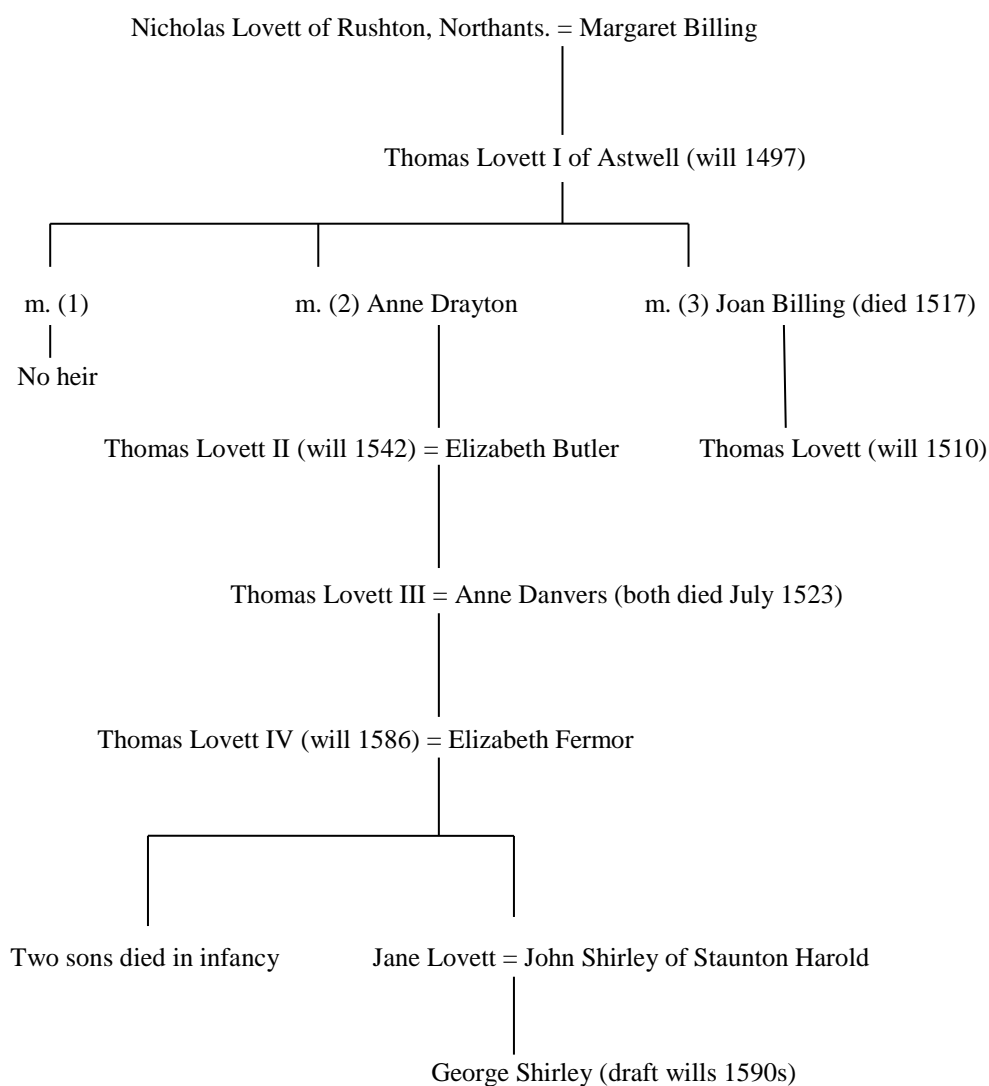 Nicholas Lovett of Rushton, Northants. = Margaret Billing
Thomas Lovett I of Astwell (will 1497)
m. (1) m. (2) Anne Drayton m. (3) Joan Billing (died 1517)
No heir
Thomas Lovett II (will 1542) = Elizabeth Butler Thomas Lovett (will 1510)
Thomas Lovett III = Anne Danvers (both died July 1523)
Thomas Lovett IV (will 1586) = Elizabeth Fermor
Two sons died in infancy Jane Lovett = John Shirley of Staunton Harold
George Shirley (draft wills 1590s)